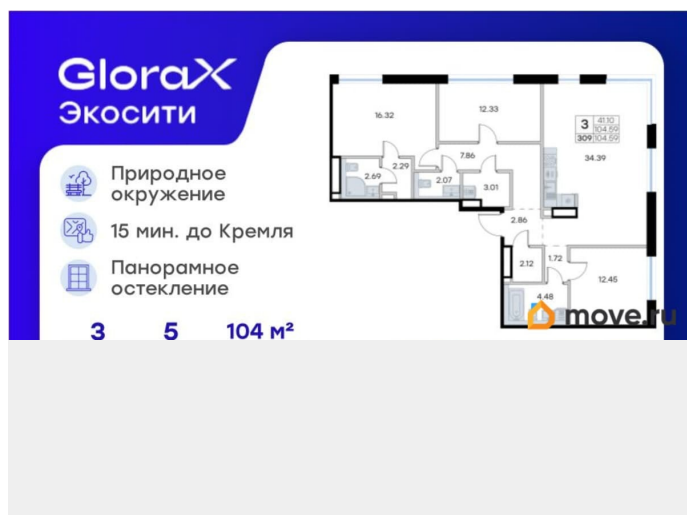 GloraX
Экосити
Природное
окружение
15 мин. до Кремля
Панорамное
остекление
3 5 104 м²
16.32
12.33
3 41.10
104.59
309 104.59
34.39
7.86
2.29
2.69
2.07
3.01
2.86
2.12
1.72
12.45
4.48
move.ru